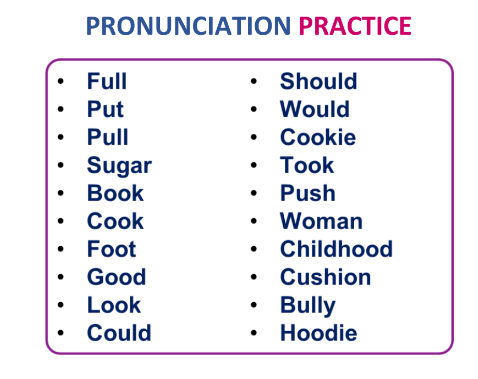 PRONUNCIATION PRACTICE
• Full
• Put
• Pull
• Sugar
• Book
• Cook
• Foot
• Good
• Look
• Could
• Should
• Would
• Cookie
• Took
• Push
• Woman
• Childhood
• Cushion
• Bully
• Hoodie